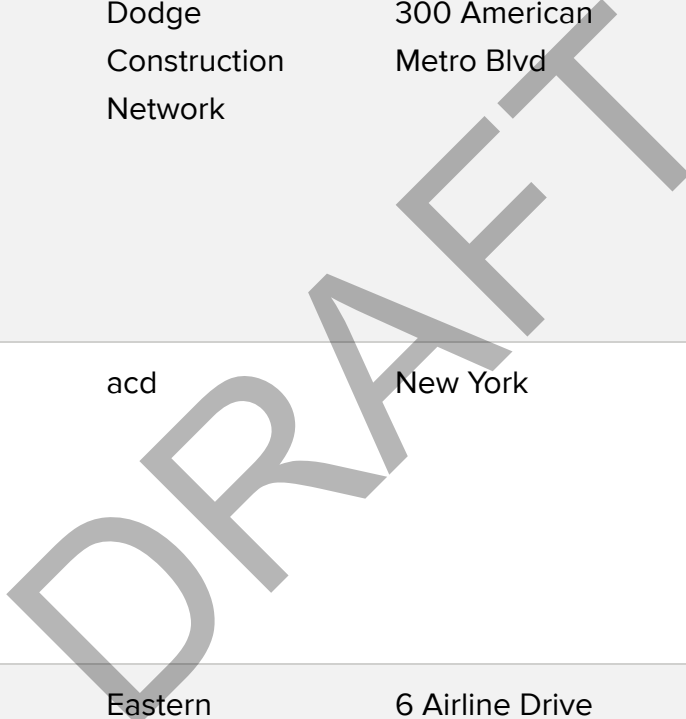 Dodge 300 American
Construction Metro Blvd
Network
acd New York
Eastern 6 Airline Drive
DRAFT